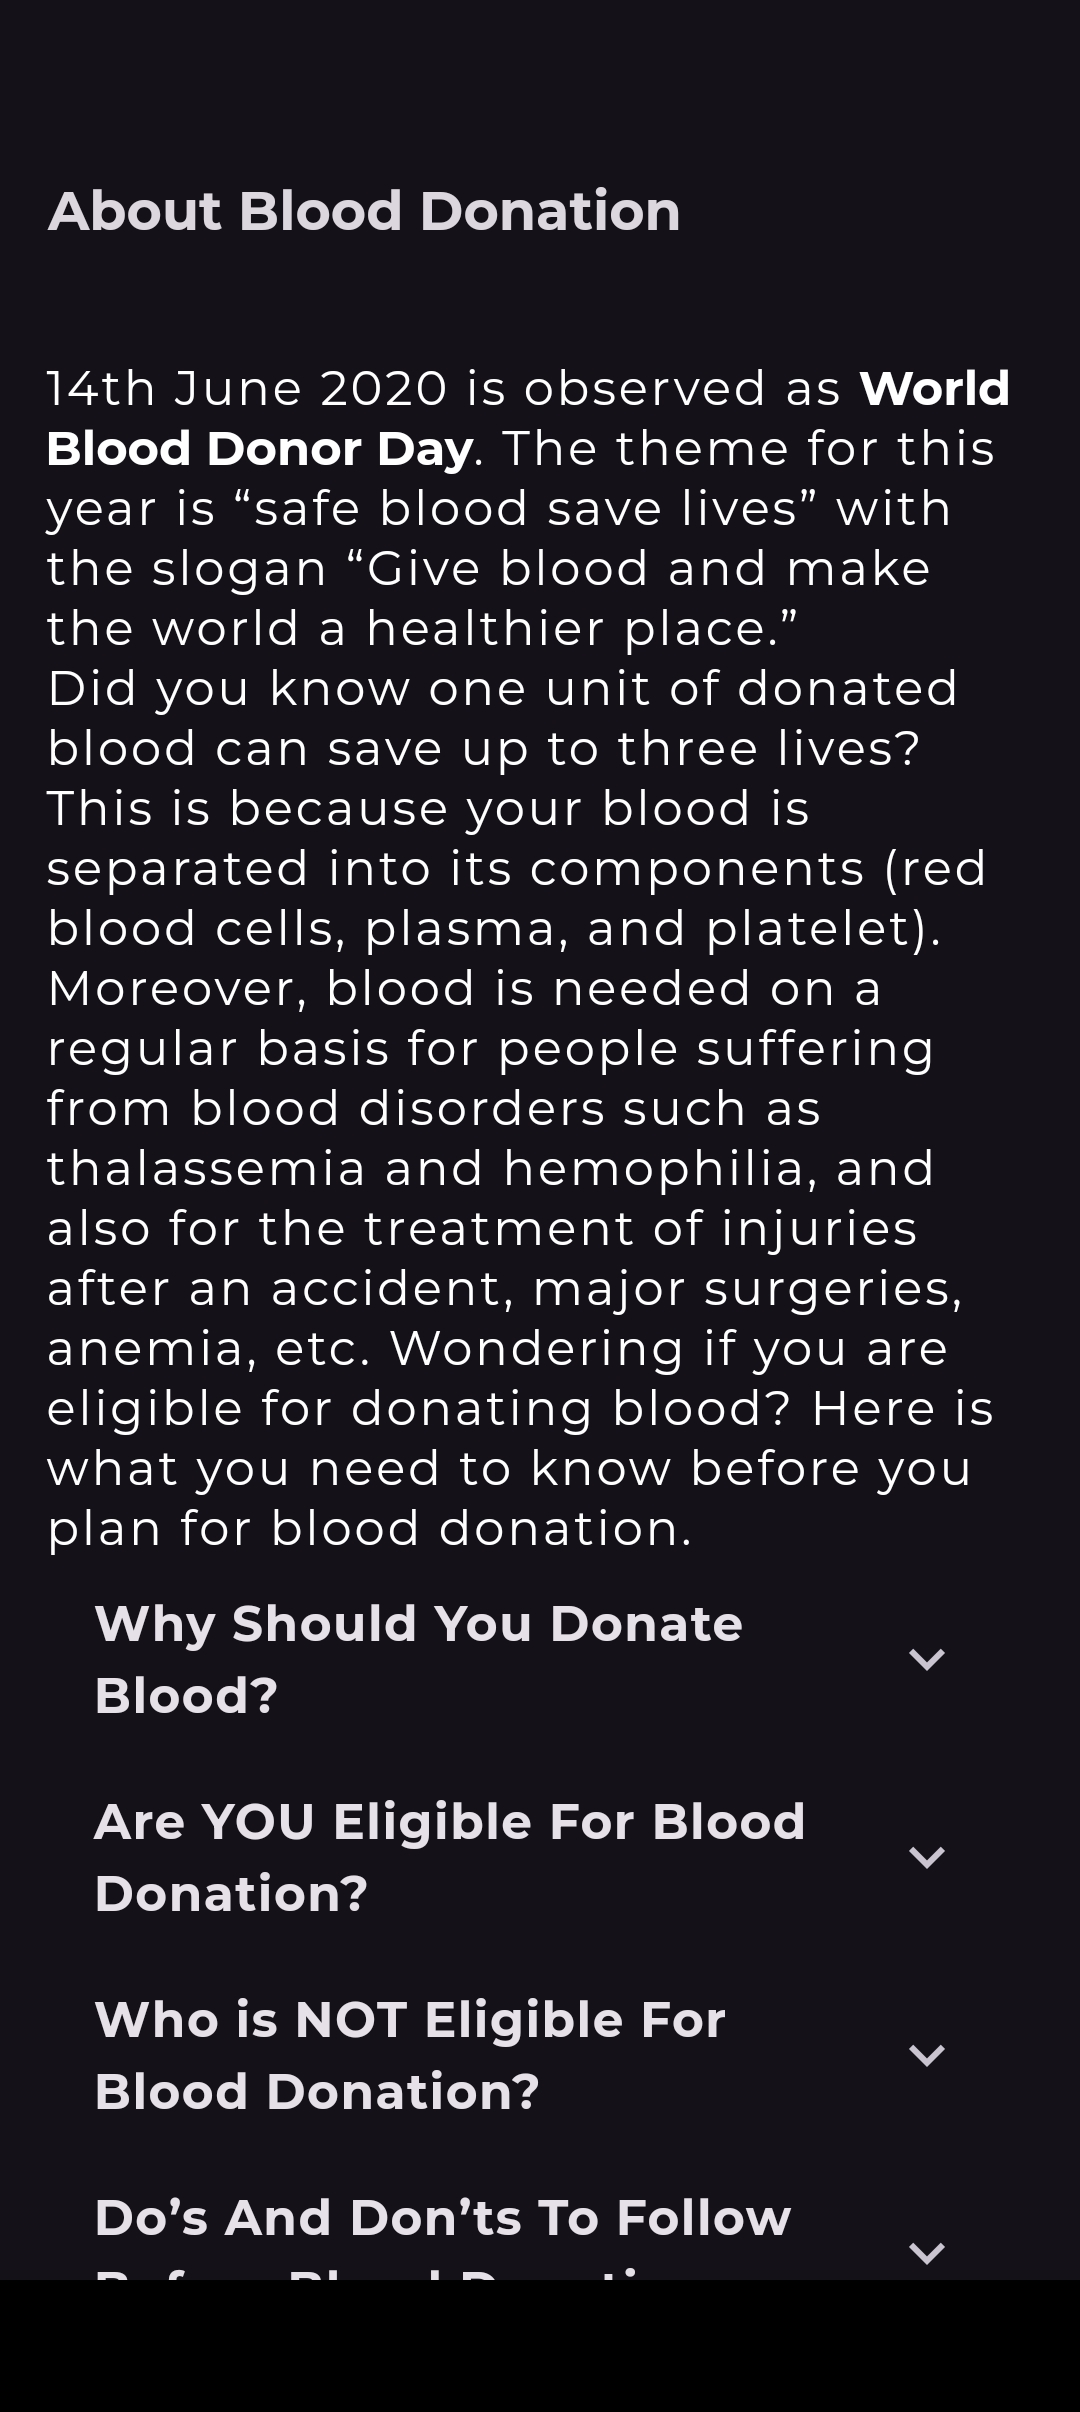 About Blood Donation
14th June 2020 is observed as World
Blood Donor Day. The theme for this
year is “safe blood save lives” with
the slogan “Give blood and make
the world a healthier place.”
Did you know one unit of donated
blood can save up to three lives?
This is because your blood is
separated into its components (red
blood cells, plasma, and platelet).
Moreover, blood is needed on a
regular basis for people suffering
from blood disorders such as
thalassemia and hemophilia, and
also for the treatment of injuries
after an accident, major surgeries,
anemia, etc. Wondering if you are
eligible for donating blood? Here is
what you need to know before you
plan for blood donation.
Why Should You Donate
Blood?
Are YOU Eligible For Blood
Donation?
Who is NOT Eligible For
Blood Donation?
Do’s And Don’ts To Follow
Before Blood Donation